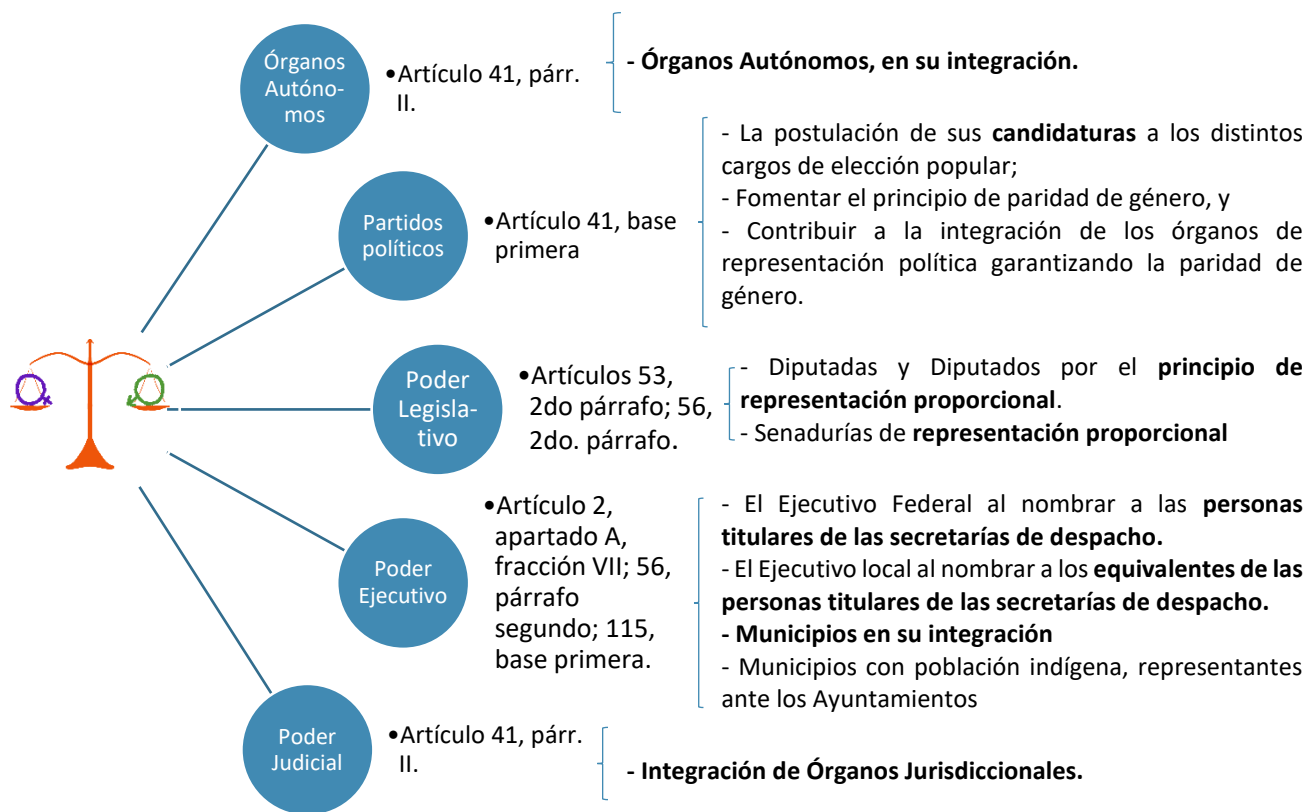 Órganos
Autóno-
mos
•Artículo 41, párr.
II.
- Órganos Autónomos, en su integración.
Partidos
políticos
•Artículo 41, base
primera
- La postulación de sus candidaturas a los distintos
cargos de elección popular;
- Fomentar el principio de paridad de género, y
- Contribuir a la integración de los órganos de
representación política garantizando la paridad de
género.
Poder
Legisla-
tivo
•Artículos 53,
2do párrafo; 56,
2do. párrafo.
- Diputadas y Diputados por el principio de
representación proporcional.
- Senadurías de representación proporcional
Poder
Ejecutivo
•Artículo 2,
apartado A,
fracción VII; 56,
párrafo
segundo; 115,
base primera.
- El Ejecutivo Federal al nombrar a las personas
titulares de las secretarías de despacho.
- El Ejecutivo local al nombrar a los equivalentes de las
personas titulares de las secretarías de despacho.
- Municipios en su integración
- Municipios con población indígena, representantes
ante los Ayuntamientos
Poder
Judicial
•Artículo 41, párr.
II.
- Integración de Órganos Jurisdiccionales.